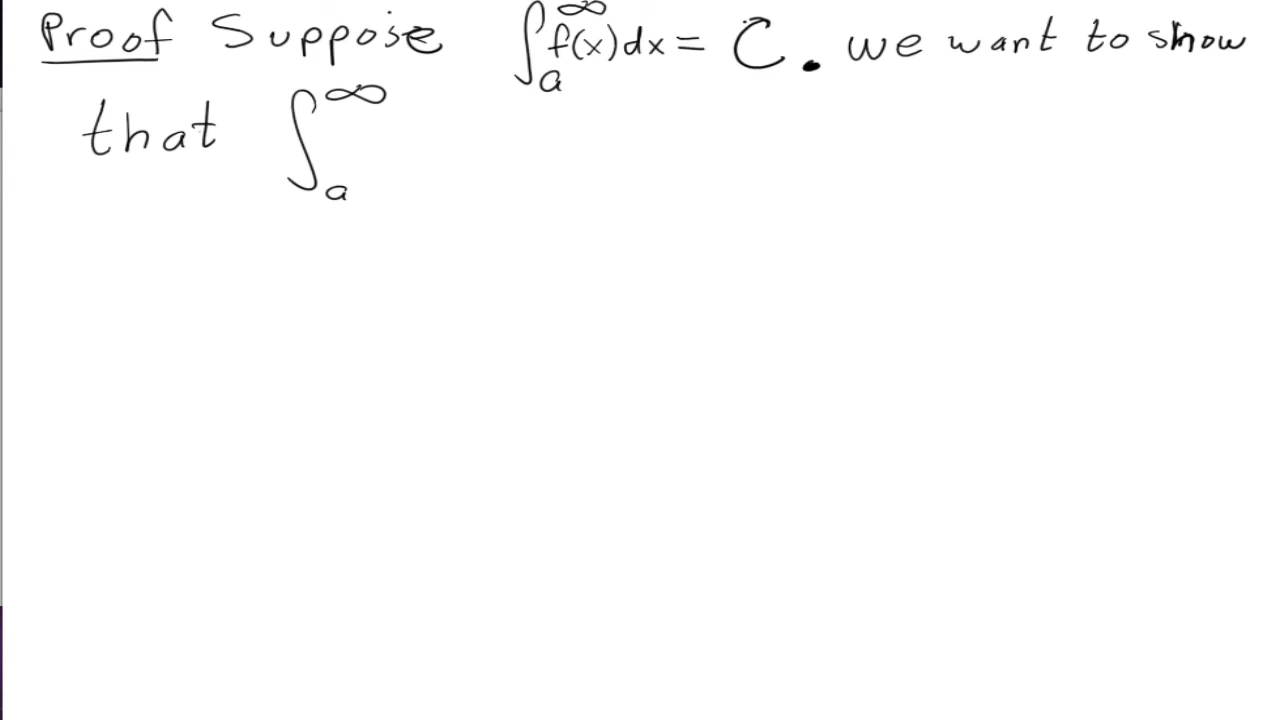 Proof Suppose ∫_a^∞ f(x)dx = C. we want to show
that ∫_a^∞